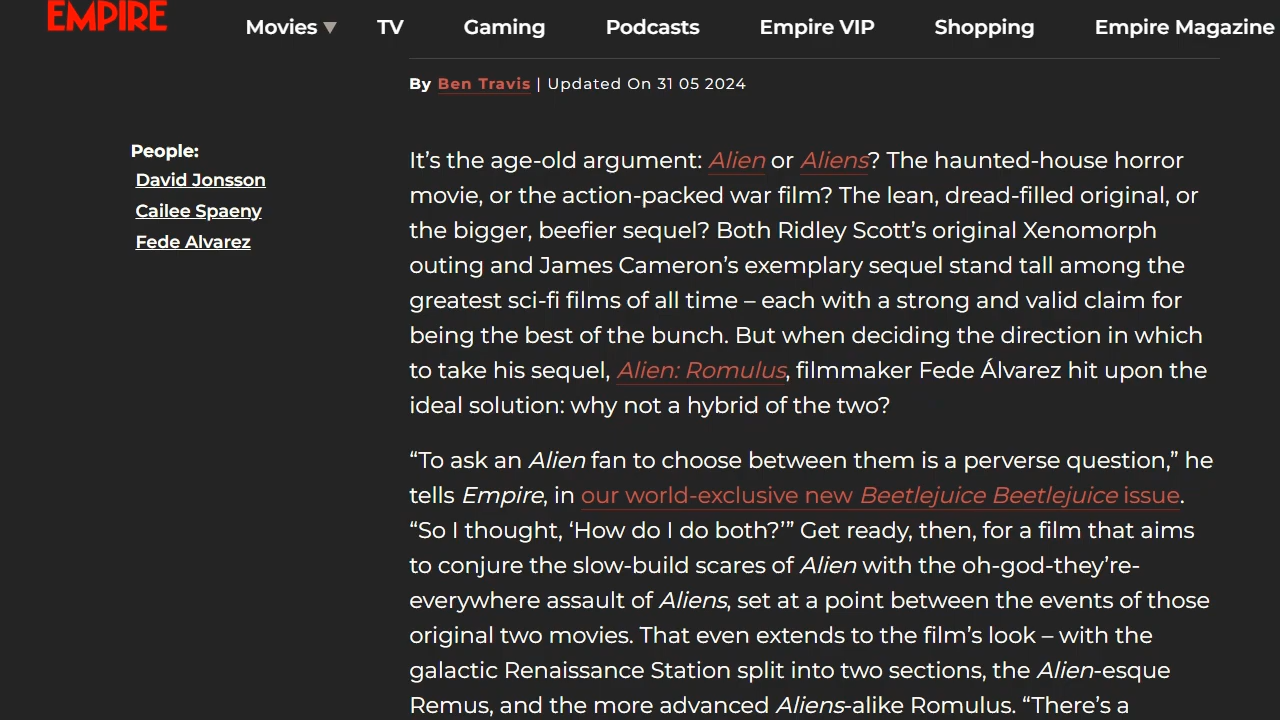 EMPIRE
Movies TV Gaming Podcasts Empire VIP Shopping Empire Magazine
By Ben Travis | Updated On 31 05 2024
People:
David Jonsson
Cailee Spaeny
Fede Alvarez
It’s the age-old argument: Alien or Aliens? The haunted-house horror
movie, or the action-packed war film? The lean, dread-filled original, or
the bigger, beefier sequel? Both Ridley Scott’s original Xenomorph
outing and James Cameron’s exemplary sequel stand tall among the
greatest sci-fi films of all time – each with a strong and valid claim for
being the best of the bunch. But when deciding the direction in which
to take his sequel, Alien: Romulus, filmmaker Fede Álvarez hit upon the
ideal solution: why not a hybrid of the two?
“To ask an Alien fan to choose between them is a perverse question,” he
tells Empire, in our world-exclusive new Beetlejuice Beetlejuice issue.
“So I thought, ‘How do I do both?’” Get ready, then, for a film that aims
to conjure the slow-build scares of Alien with the oh-god-they’re-
everywhere assault of Aliens, set at a point between the events of those
original two movies. That even extends to the film’s look – with the
galactic Renaissance Station split into two sections, the Alien-esque
Remus, and the more advanced Aliens-alike Romulus. “There’s a